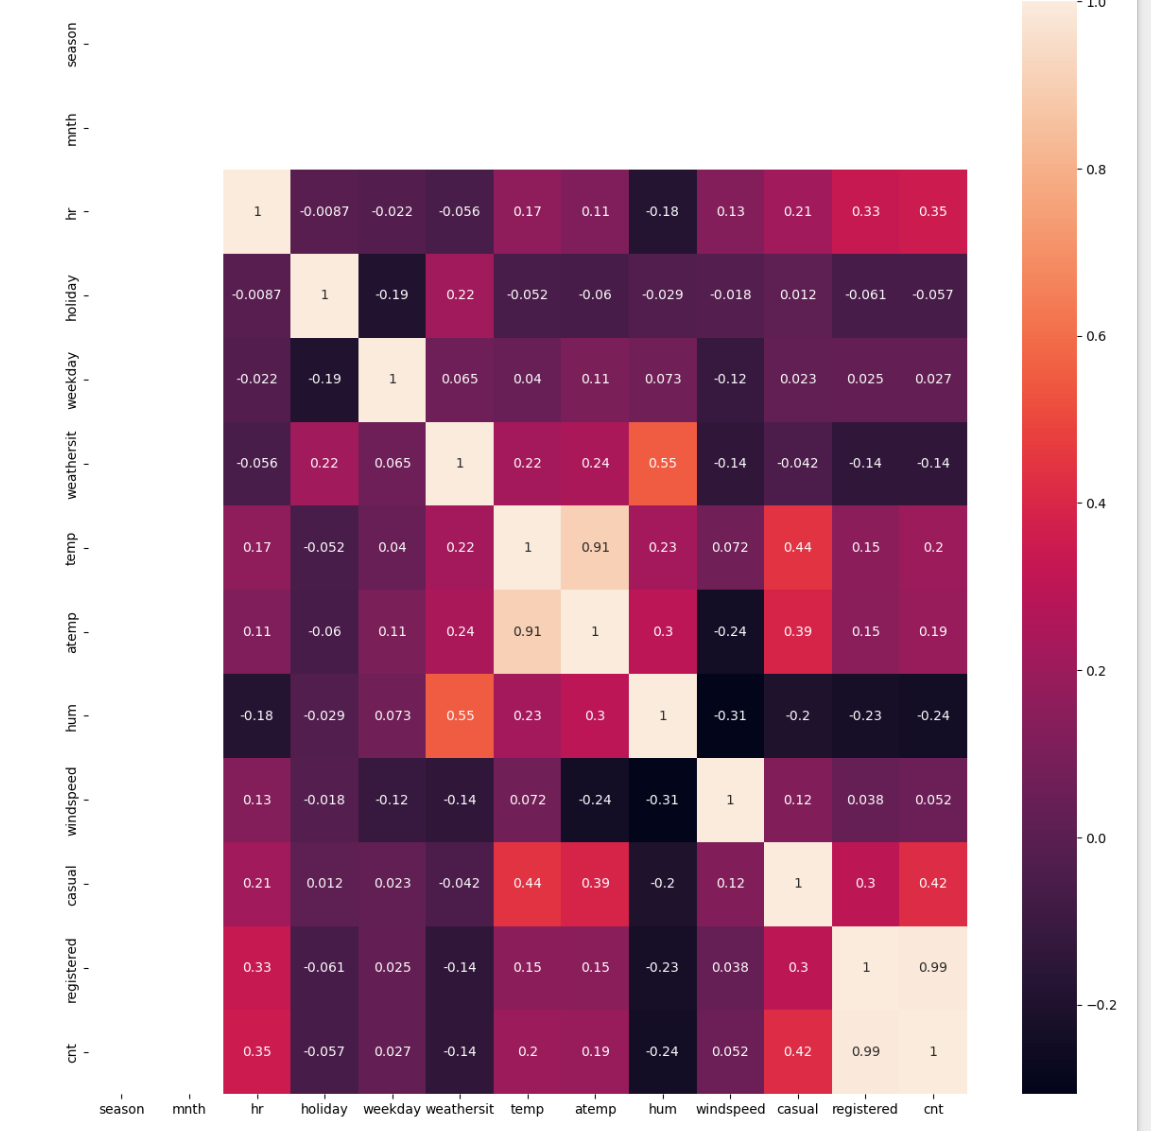 1.0
season
mnth
0.8
hr 1 -0.0087 -0.022 -0.056 0.17 0.11 -0.18 0.13 0.21 0.33 0.35
holiday -0.0087 1 -0.19 0.22 -0.052 -0.06 -0.029 -0.018 0.012 -0.061 -0.057
0.6
weekday -0.022 -0.19 1 0.065 0.04 0.11 0.073 -0.12 0.023 0.025 0.027
weathersit -0.056 0.22 0.065 1 0.22 0.24 0.55 -0.14 -0.042 -0.14 -0.14
0.4
temp 0.17 -0.052 0.04 0.22 1 0.91 0.23 0.072 0.44 0.15 0.2
atemp 0.11 -0.06 0.11 0.24 0.91 1 0.3 -0.24 0.39 0.15 0.19
0.2
hum -0.18 -0.029 0.073 0.55 0.23 0.3 1 -0.31 -0.2 -0.23 -0.24
windspeed 0.13 -0.018 -0.12 -0.14 0.072 -0.24 -0.31 1 0.12 0.038 0.052
0.0
casual 0.21 0.012 0.023 -0.042 0.44 0.39 -0.2 0.12 1 0.3 0.42
registered 0.33 -0.061 0.025 -0.14 0.15 0.15 -0.23 0.038 0.3 1 0.99
−0.2
cnt 0.35 -0.057 0.027 -0.14 0.2 0.19 -0.24 0.052 0.42 0.99 1
season mnth hr holiday weekday weathersit temp atemp hum windspeed casual registered cnt